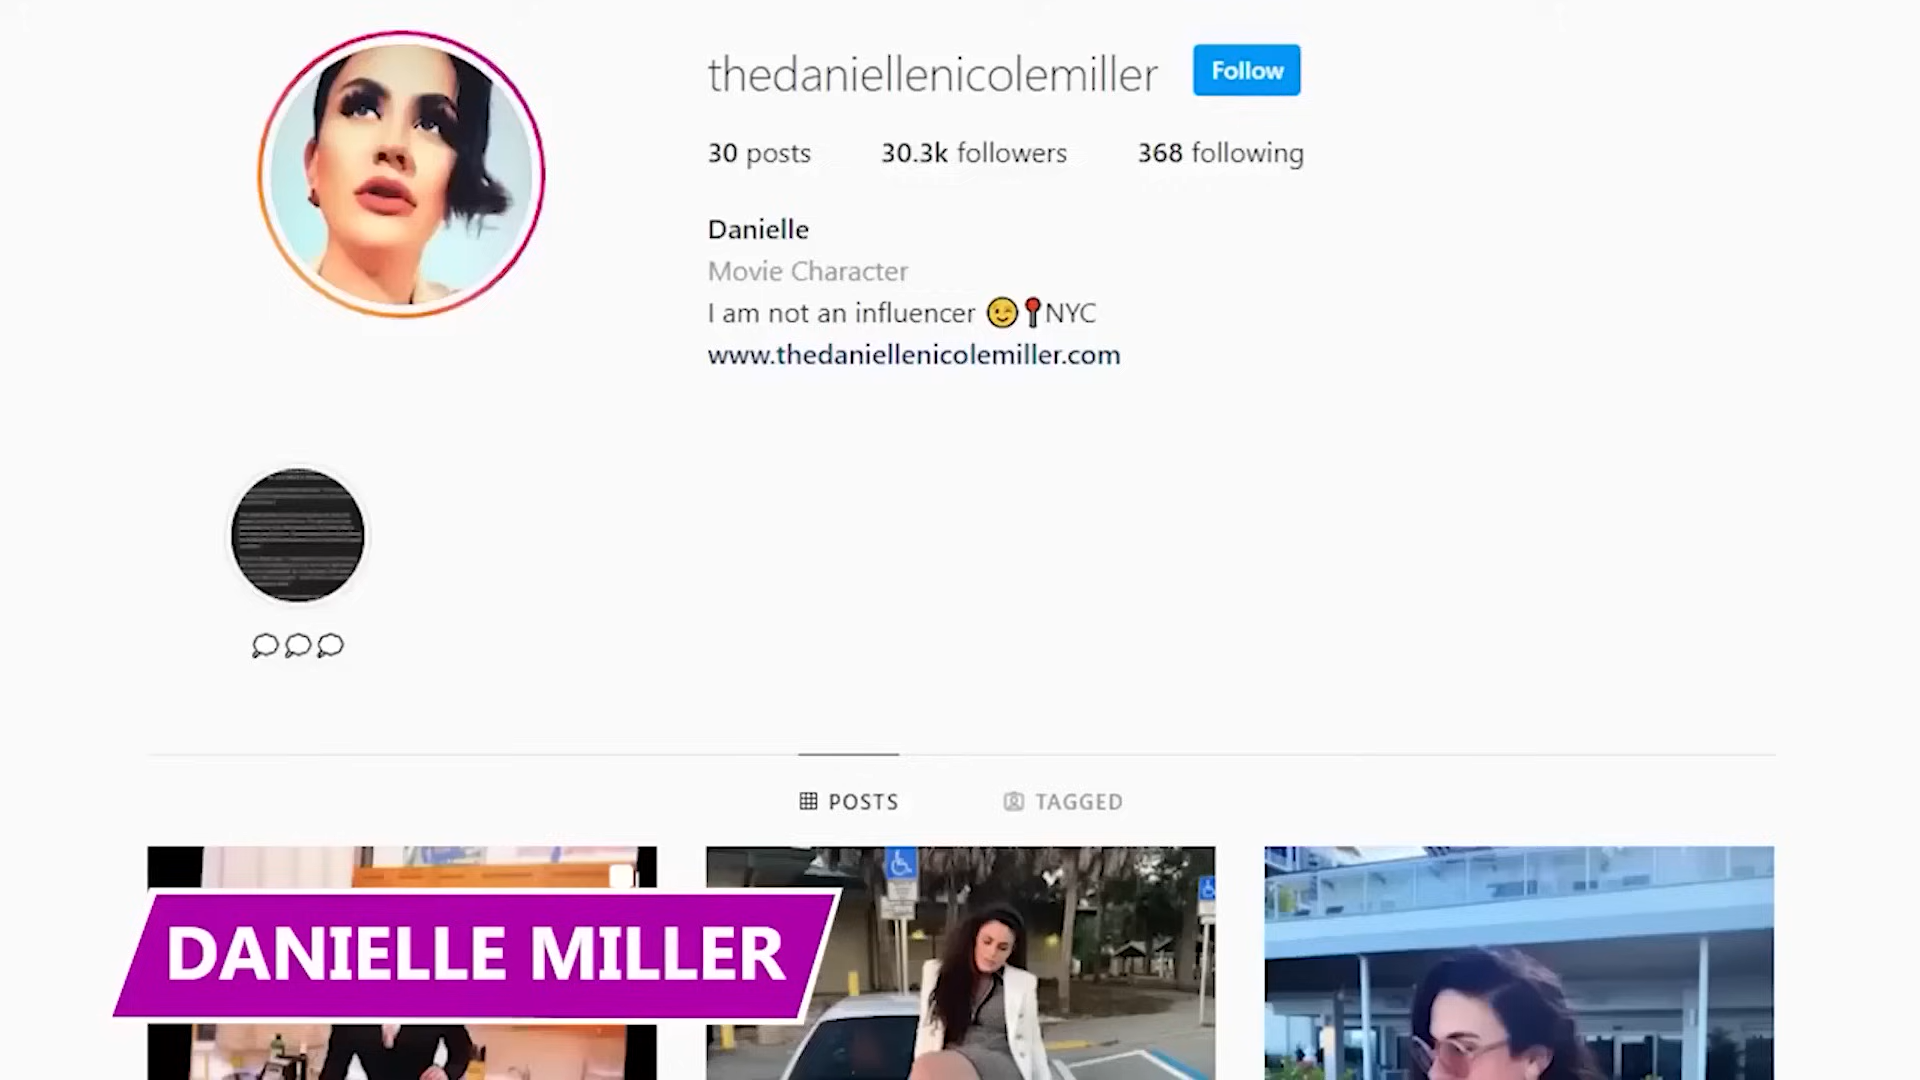 thedaniellenicolemiller Follow
30 posts 30.3k followers 368 following
Danielle
Movie Character
I am not an influencer 😉📍NYC
www.thedaniellenicolemiller.com
💭💭💭
POSTS TAGGED
DANIELLE MILLER